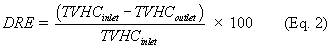 DRE = (TVHC_inlet − TVHC_outlet) / TVHC_inlet × 100 (Eq. 2)